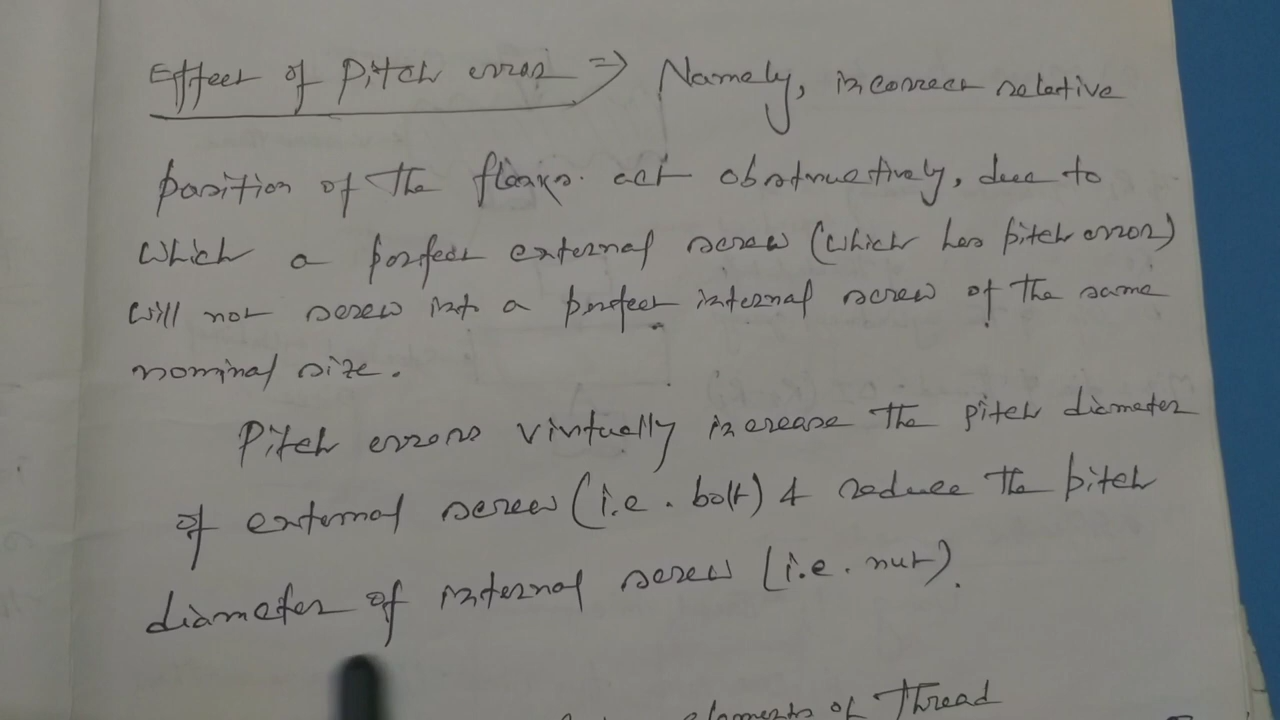 Effect of Pitch error => Namely, incorrect relative
position of the flanks. act obstructively, due to
which a perfect external screw (which has pitch error)
will not screw into a perfect internal screw of the same
nominal size.
Pitch errors virtually increase the pitch diameter
of external screw (i.e. bolt) & reduce the pitch
diameter of internal screw (i.e. nut).
elements of Thread